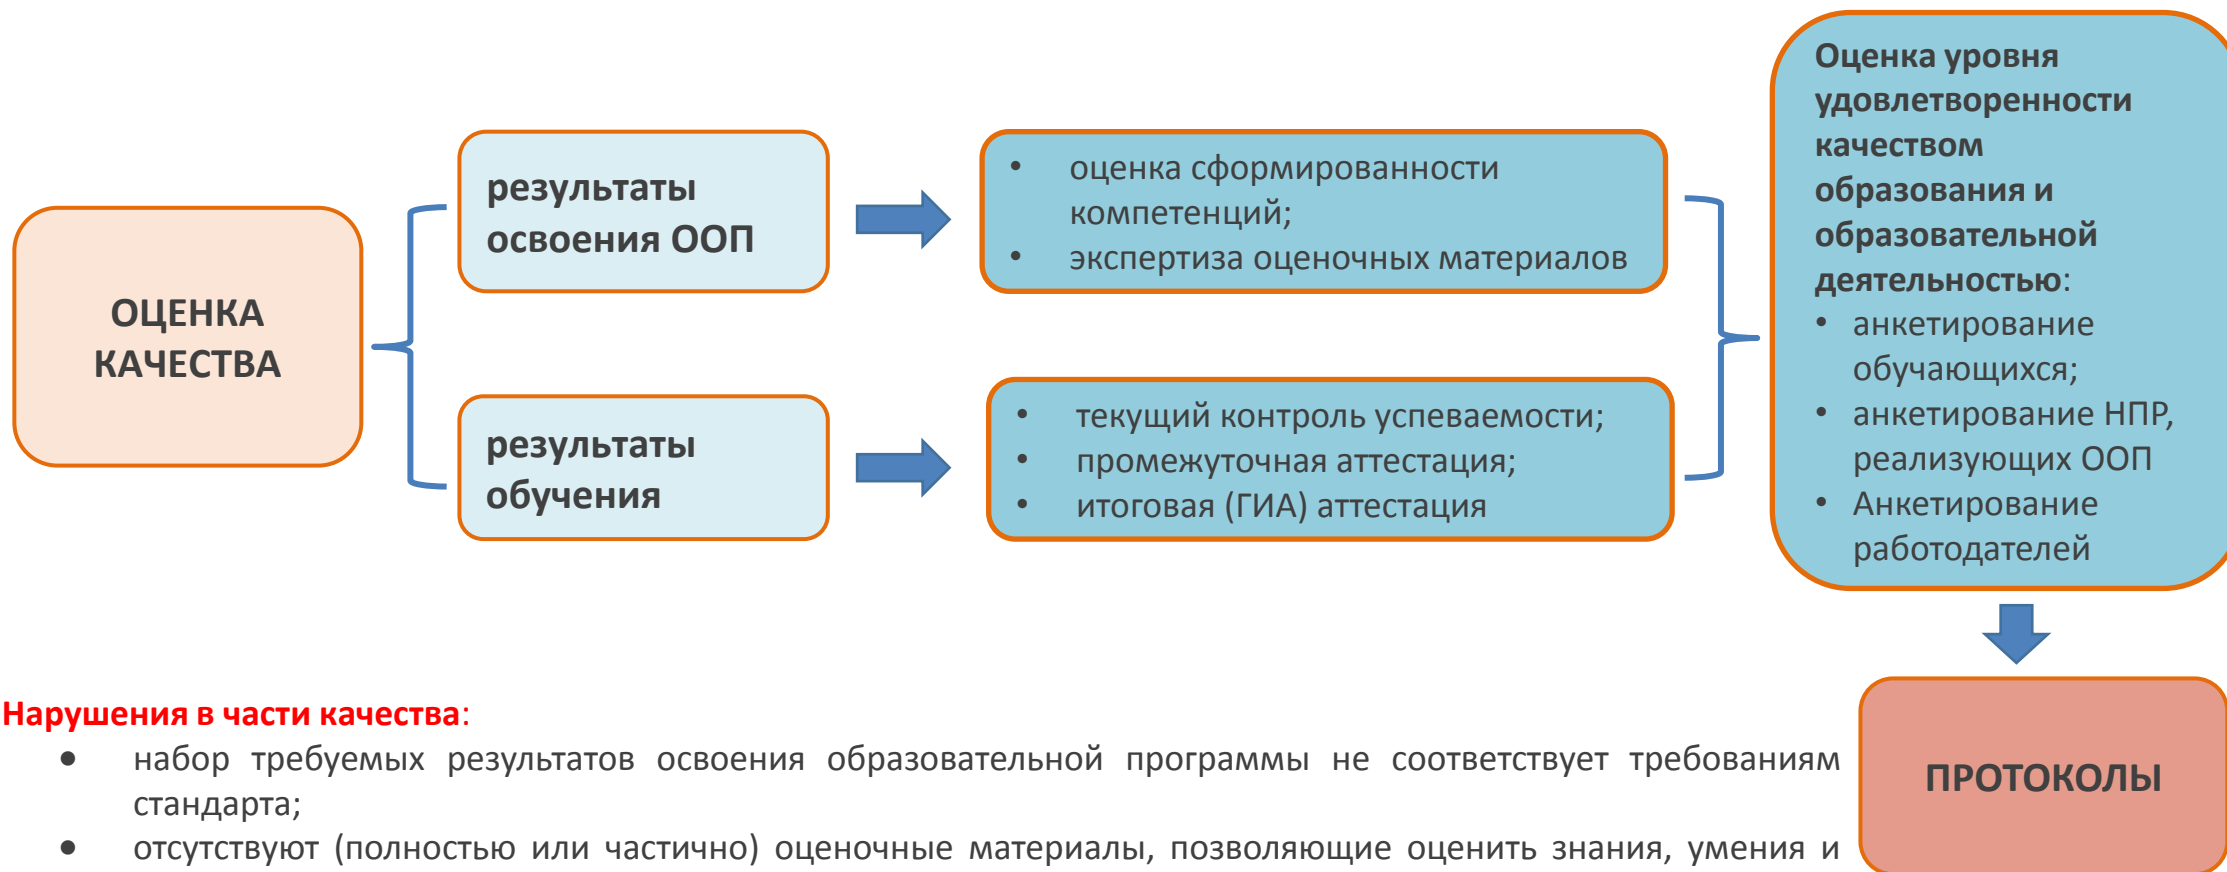 ОЦЕНКА
КАЧЕСТВА
результаты
освоения ООП
• оценка сформированности
компетенций;
• экспертиза оценочных материалов
результаты
обучения
• текущий контроль успеваемости;
• промежуточная аттестация;
• итоговая (ГИА) аттестация
Оценка уровня
удовлетворенности
качеством
образования и
образовательной
деятельностью:
• анкетирование
обучающихся;
• анкетирование НПР,
реализующих ООП
• Анкетирование
работодателей
ПРОТОКОЛЫ
Нарушения в части качества:
• набор требуемых результатов освоения образовательной программы не соответствует требованиям
стандарта;
• отсутствуют (полностью или частично) оценочные материалы, позволяющие оценить знания, умения и